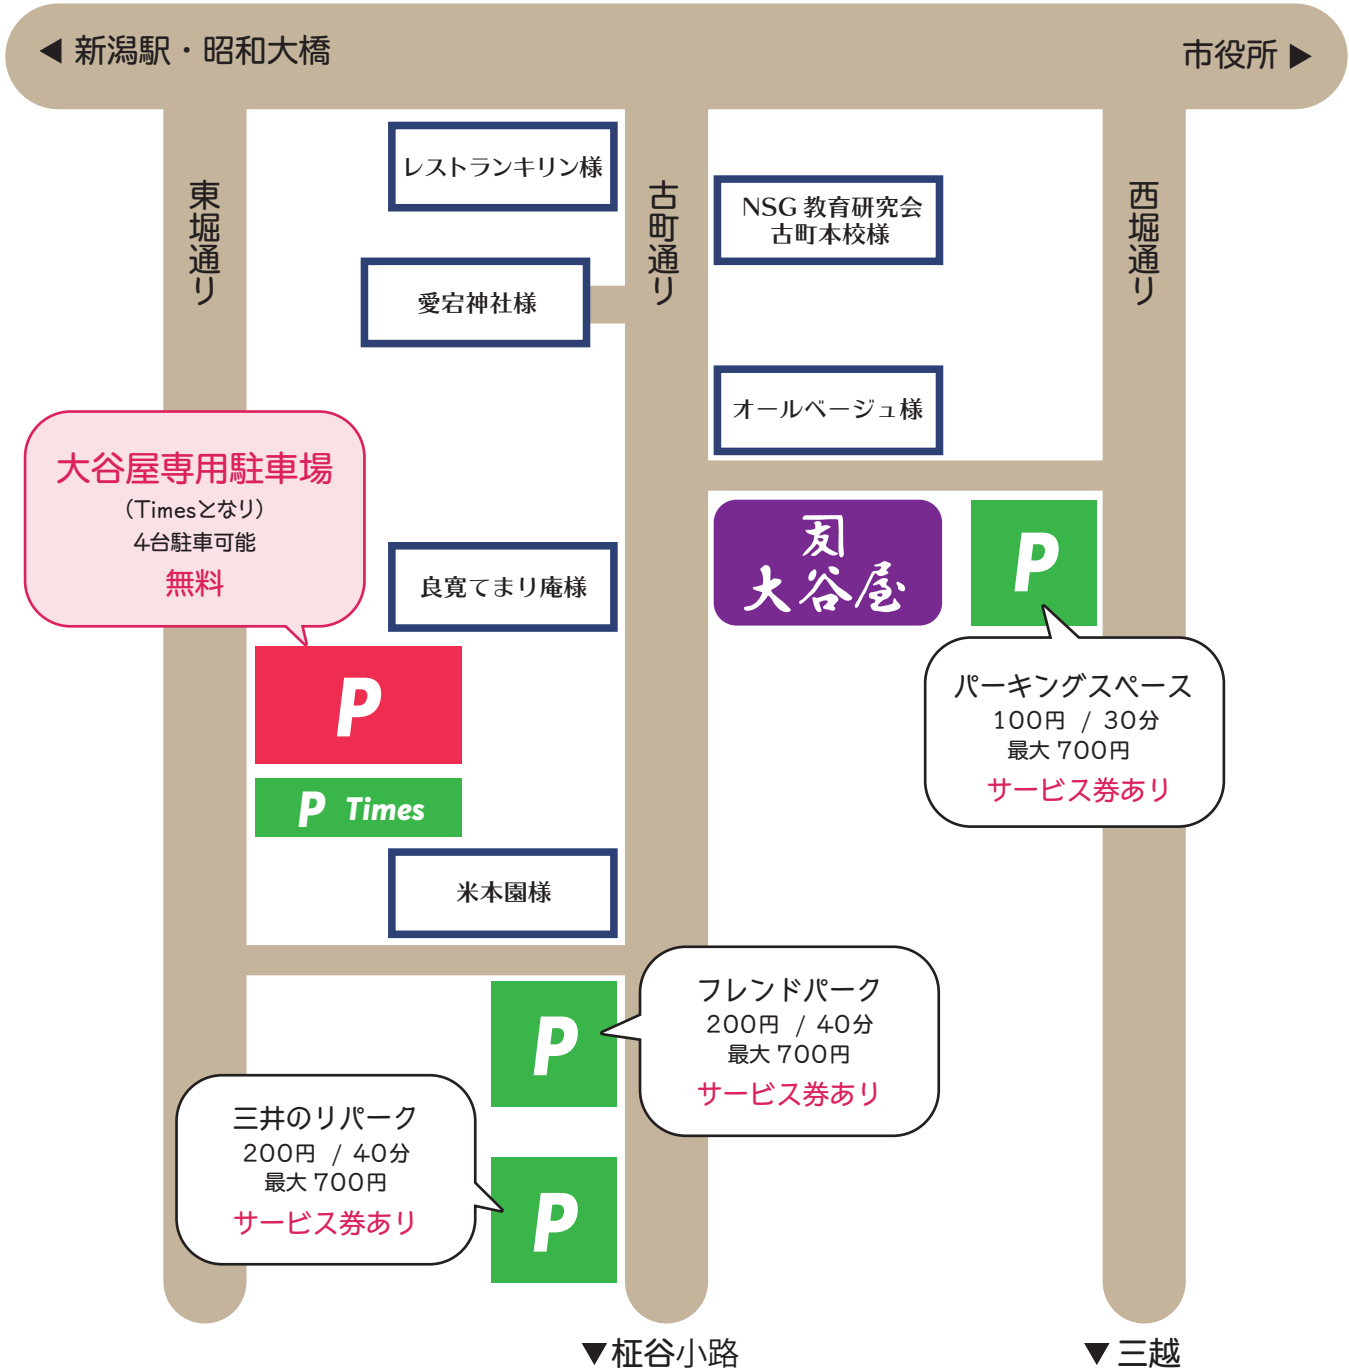 ◀ 新潟駅・昭和大橋
市役所 ▶
東堀通り
古町通り
西堀通り
レストランキリン様
NSG 教育研究会
古町本校様
愛宕神社様
オールベージュ様
大谷屋専用駐車場
（Timesとなり）
4台駐車可能
無料
友
大谷屋
P
良寛てまり庵様
P
パーキングスペース
100円 / 30分
最大 700円
サービス券あり
P Times
米本園様
フレンドパーク
200円 / 40分
最大 700円
サービス券あり
P
三井のリパーク
200円 / 40分
最大 700円
サービス券あり
P
▼柾谷小路
▼ 三越